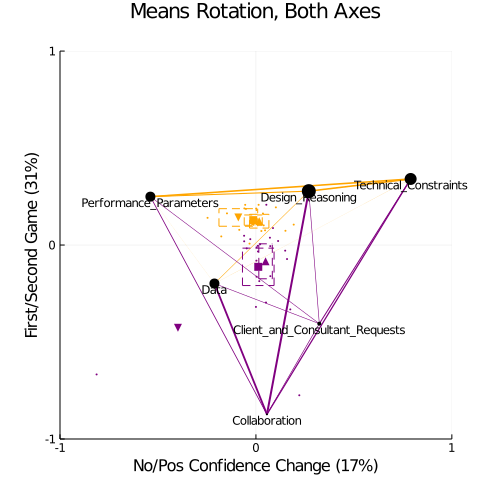 Means Rotation, Both Axes
First/Second Game (31%)
1
0
-1
Technical_Constraints
Design_Reasoning
Performance_Parameters
Data
Client_and_Consultant_Requests
Collaboration
-1
0
1
No/Pos Confidence Change (17%)